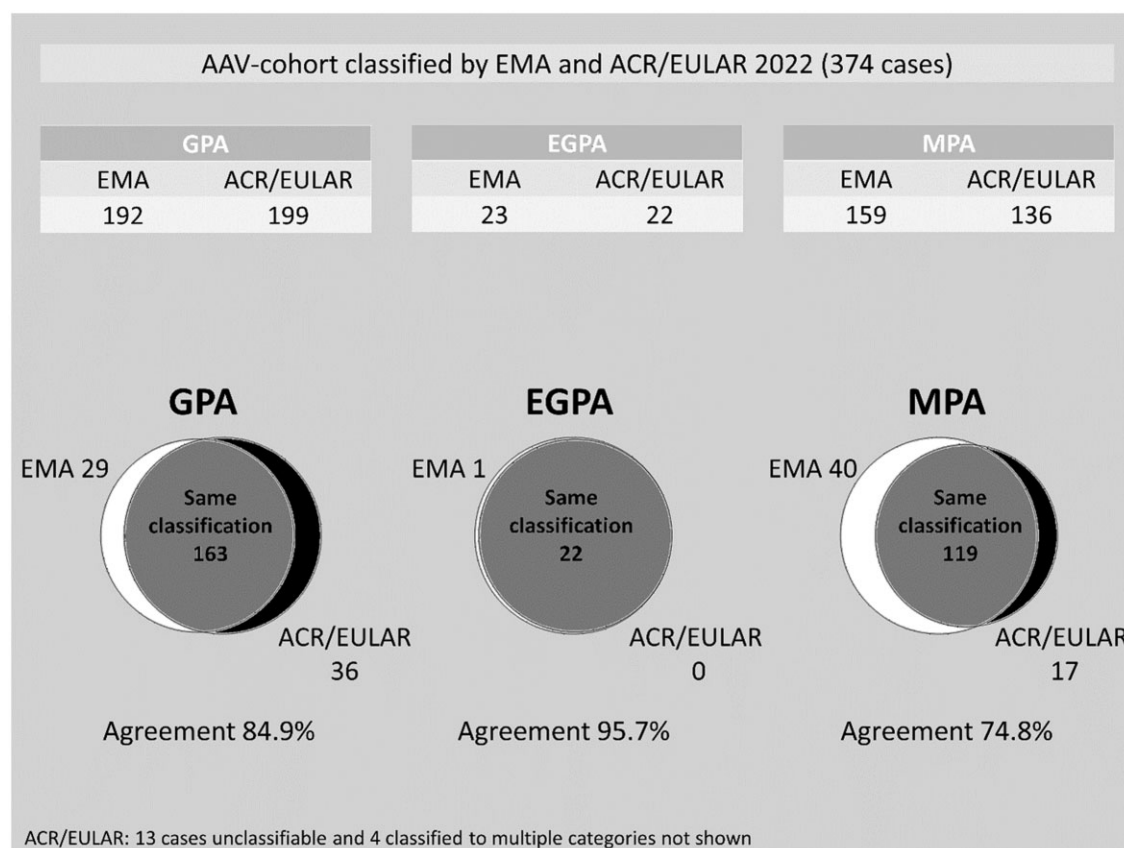 AAV-cohort classified by EMA and ACR/EULAR 2022 (374 cases)
GPA
EMA ACR/EULAR
192 199
EGPA
EMA ACR/EULAR
23 22
MPA
EMA ACR/EULAR
159 136
GPA
EMA 29
Same
classification
163
ACR/EULAR
36
Agreement 84.9%
EGPA
EMA 1
Same
classification
22
ACR/EULAR
0
Agreement 95.7%
MPA
EMA 40
Same
classification
119
ACR/EULAR
17
Agreement 74.8%
ACR/EULAR: 13 cases unclassifiable and 4 classified to multiple categories not shown